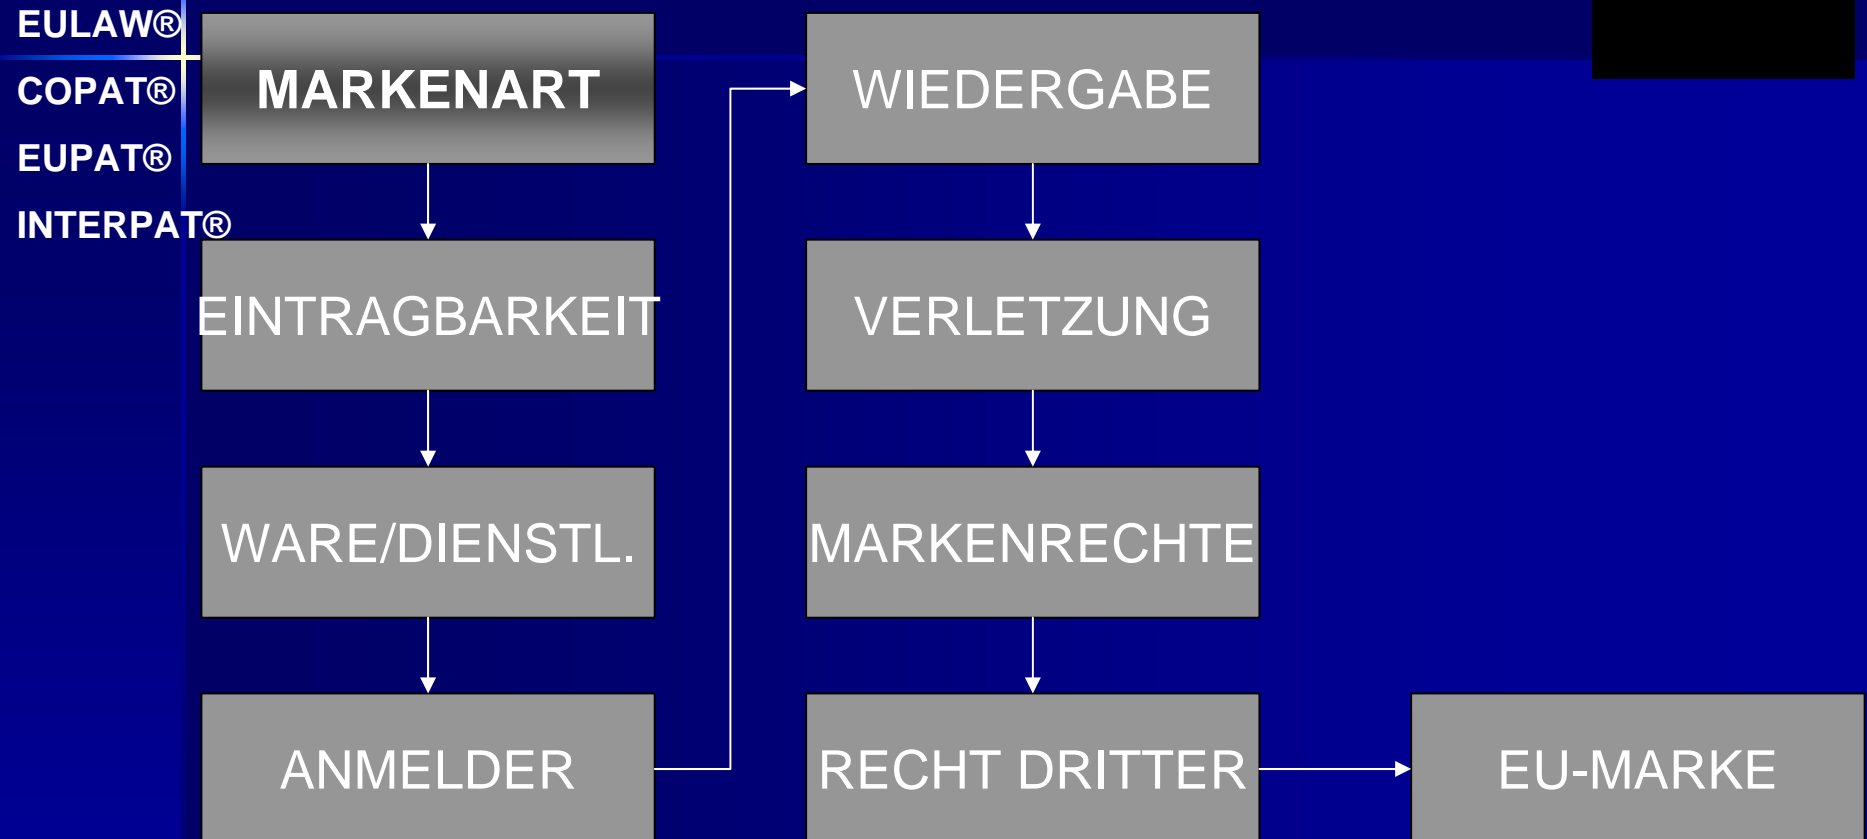 EULAW®
COPAT®
EUPAT®
INTERPAT®
MARKENART
EINTRAGBARKEIT
WARE/DIENSTL.
ANMELDER
WIEDERGABE
VERLETZUNG
MARKENRECHTE
RECHT DRITTER
EU-MARKE